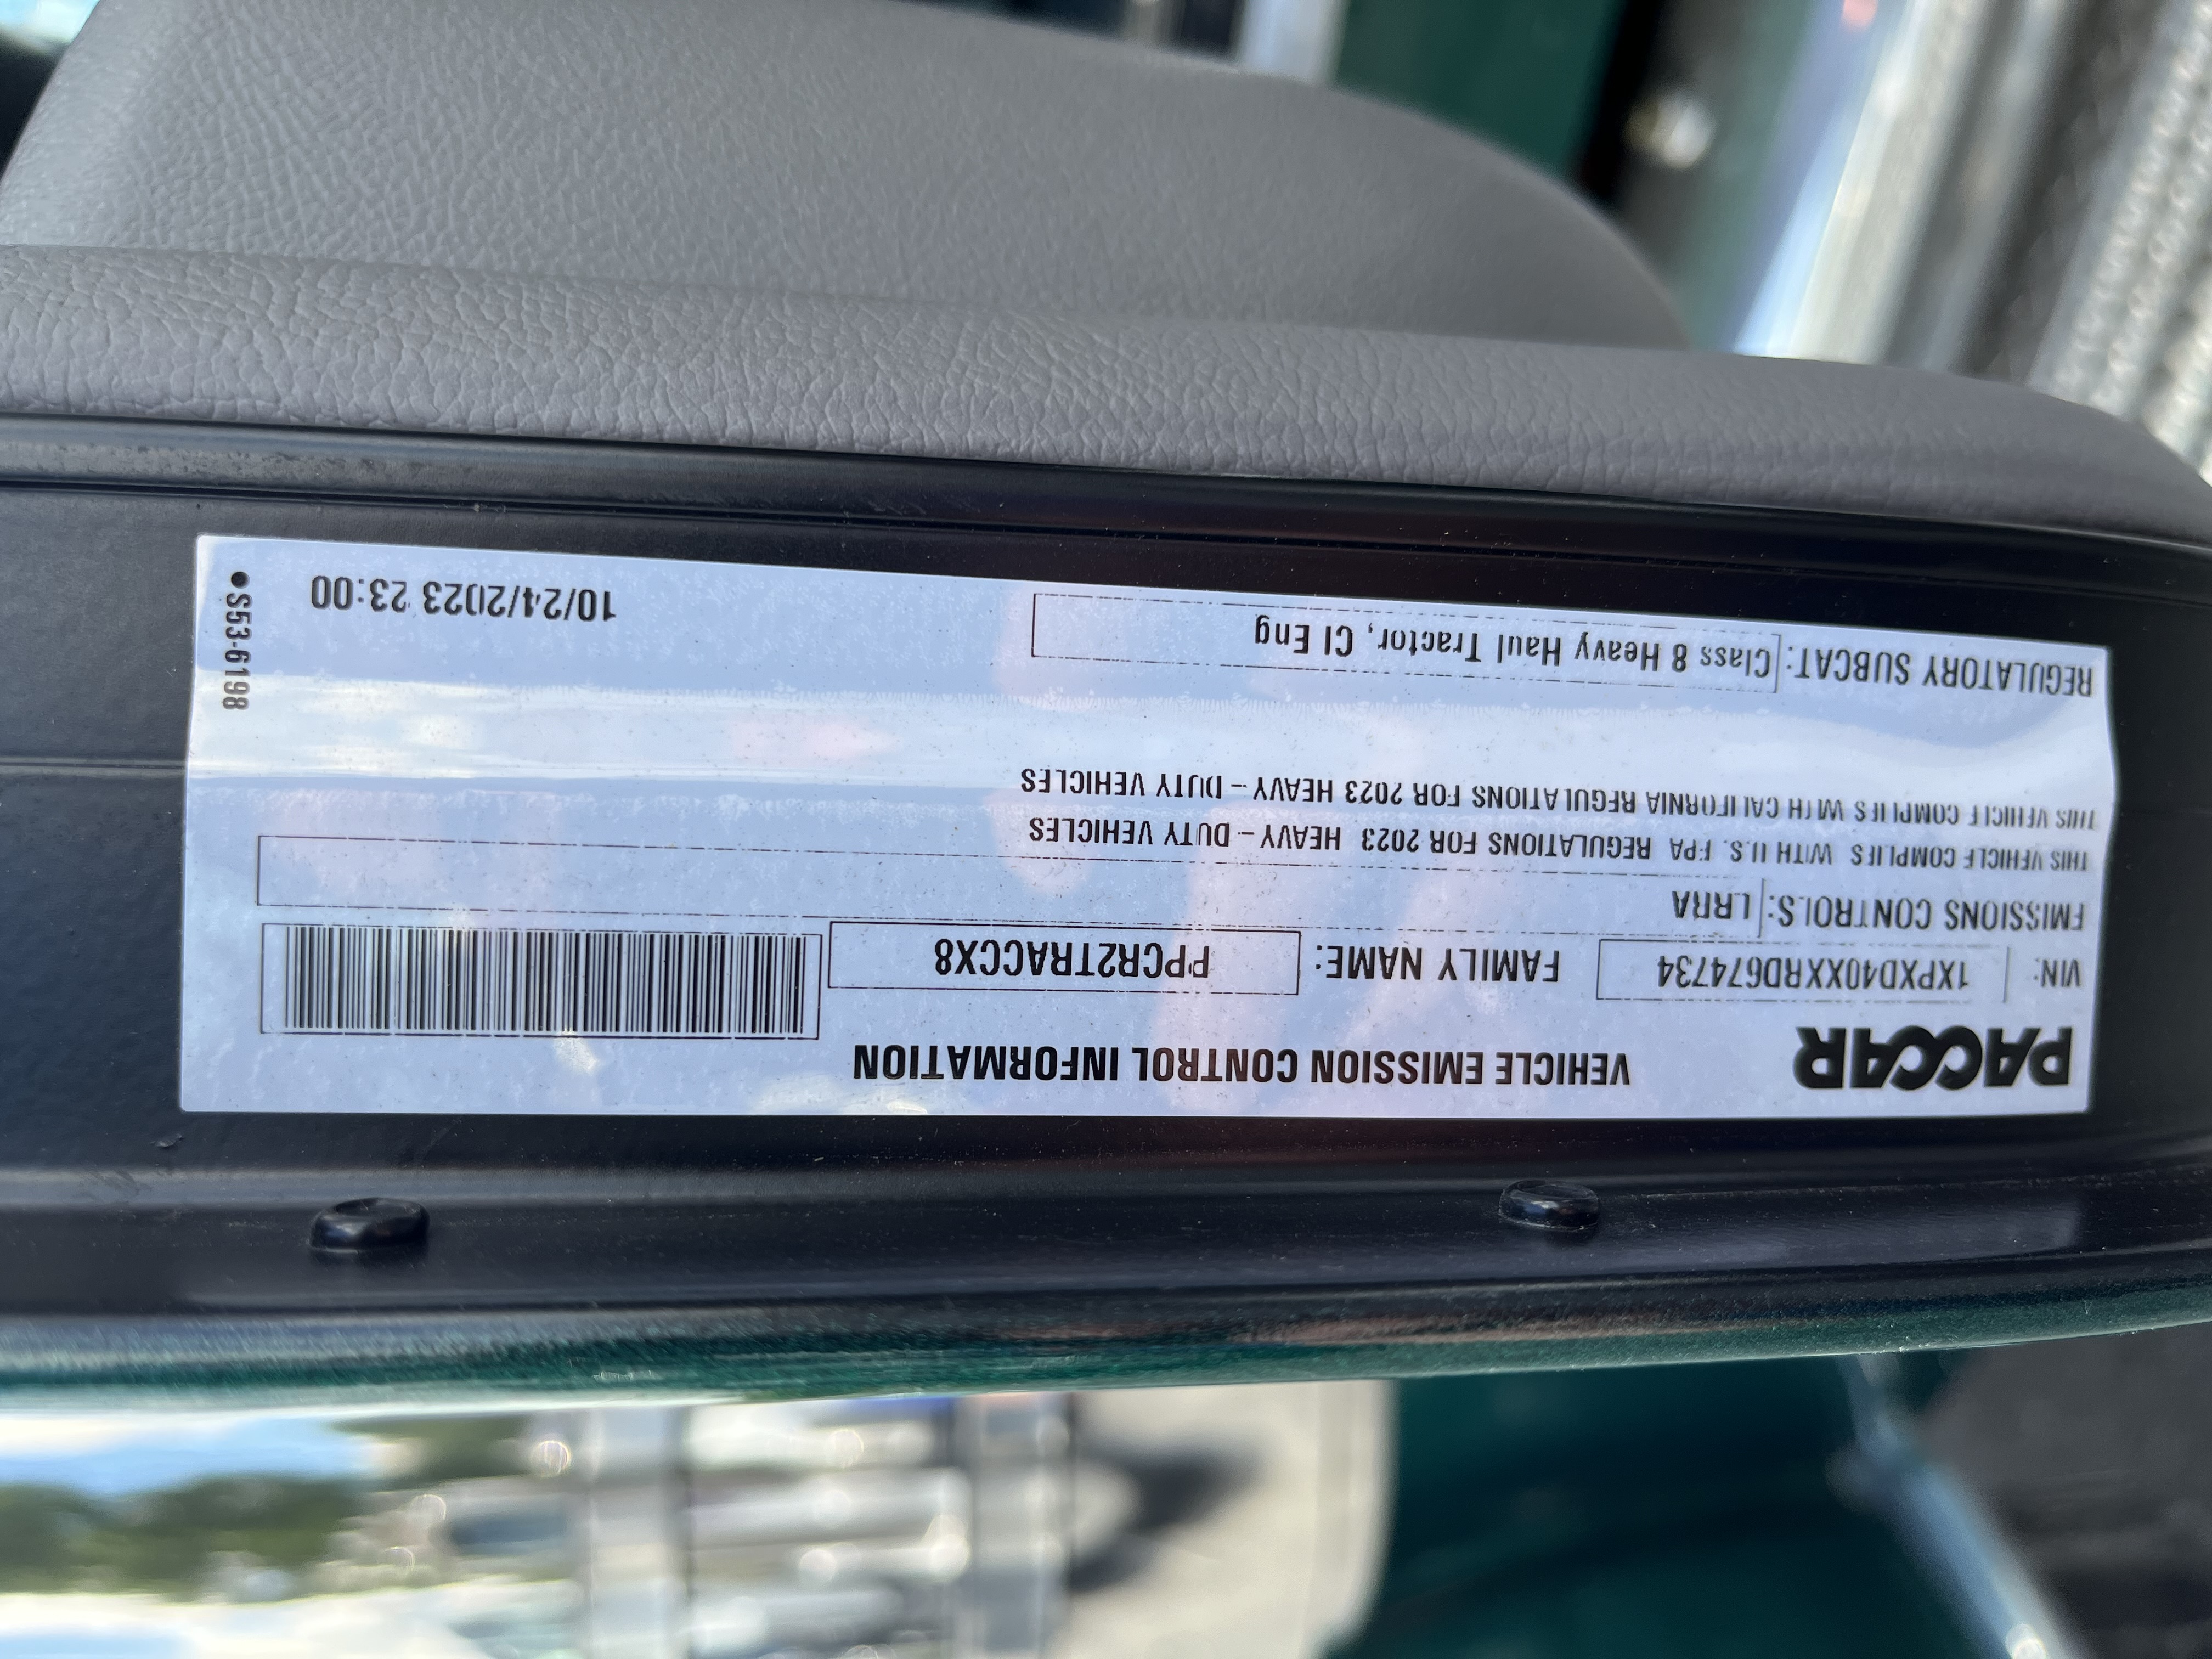 PACCAR VEHICLE EMISSION CONTROL INFORMATION
VIN: 1XPXD40XXRD674734 FAMILY NAME: PPCR2TRACCX8
EMISSIONS CONTROLS: LRRA
THIS VEHICLE COMPLIES WITH U.S. EPA REGULATIONS FOR 2023 HEAVY – DUTY VEHICLES
THIS VEHICLE COMPLIES WITH CALIFORNIA REGULATIONS FOR 2023 HEAVY – DUTY VEHICLES
REGULATORY SUBCAT: Class 8 Heavy Haul Tractor, CI Eng
10/24/2023 23:00
●S53-6198